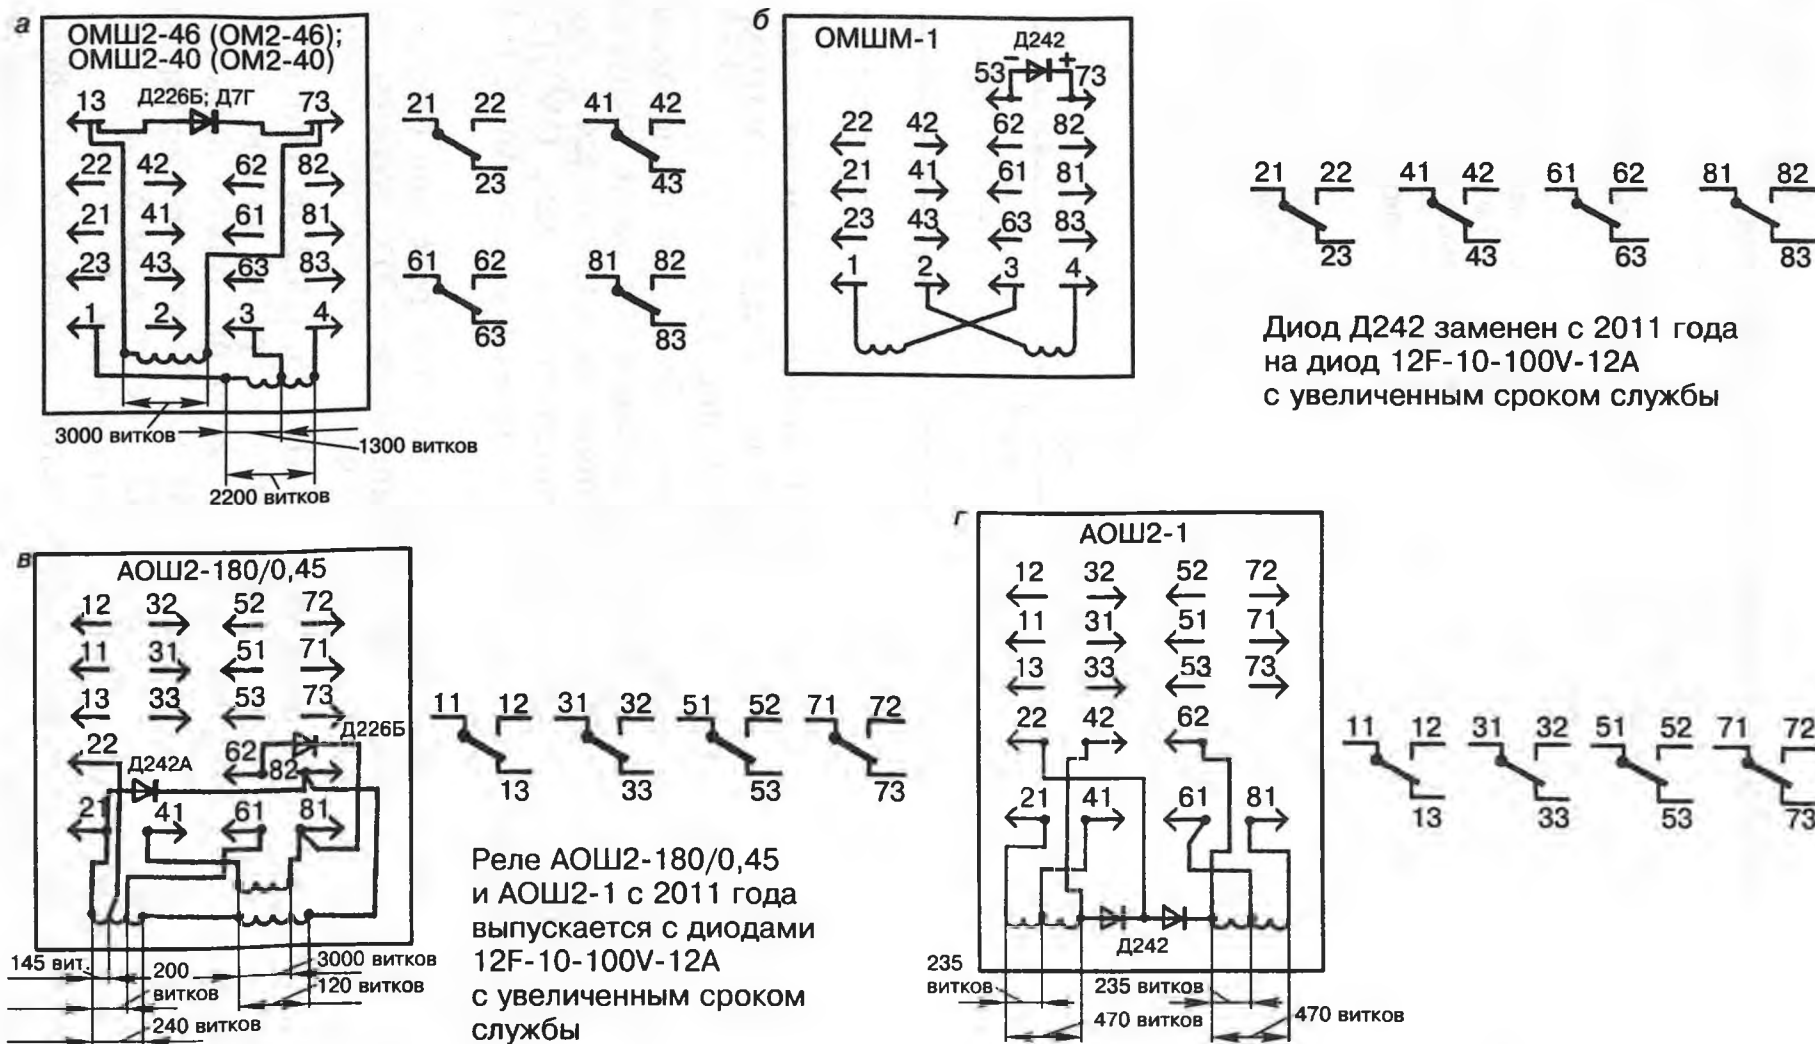 а
ОМШ2-46 (ОМ2-46);
ОМШ2-40 (ОМ2-40)
13 Д226Б; Д7Г 73
22 42 62 82
21 41 61 81
23 43 63 83
1 2 3 4
3000 витков
1300 витков
2200 витков
21 22 41 42
23 43
61 62 81 82
63 83
б
ОМШМ-1
Д242
53 − + 73
22 42 62 82
21 41 61 81
23 43 63 83
1 2 3 4
21 22 41 42 61 62 81 82
23 43 63 83
Диод Д242 заменен с 2011 года
на диод 12F-10-100V-12A
с увеличенным сроком службы
в
АОШ2-180/0,45
12 32 52 72
11 31 51 71
13 33 53 73
Д226Б
22 62 82
Д242А
21 41 61 81
145 вит.
200
витков
240 витков
3000 витков
120 витков
11 12 31 32 51 52 71 72
13 33 53 73
Реле АОШ2-180/0,45
и АОШ2-1 с 2011 года
выпускается с диодами
12F-10-100V-12A
с увеличенным сроком
службы
г
АОШ2-1
12 32 52 72
11 31 51 71
13 33 53 73
22 42 62
21 41 61 81
Д242
235
витков
235 витков
470 витков
470 витков
11 12 31 32 51 52 71 72
13 33 53 73